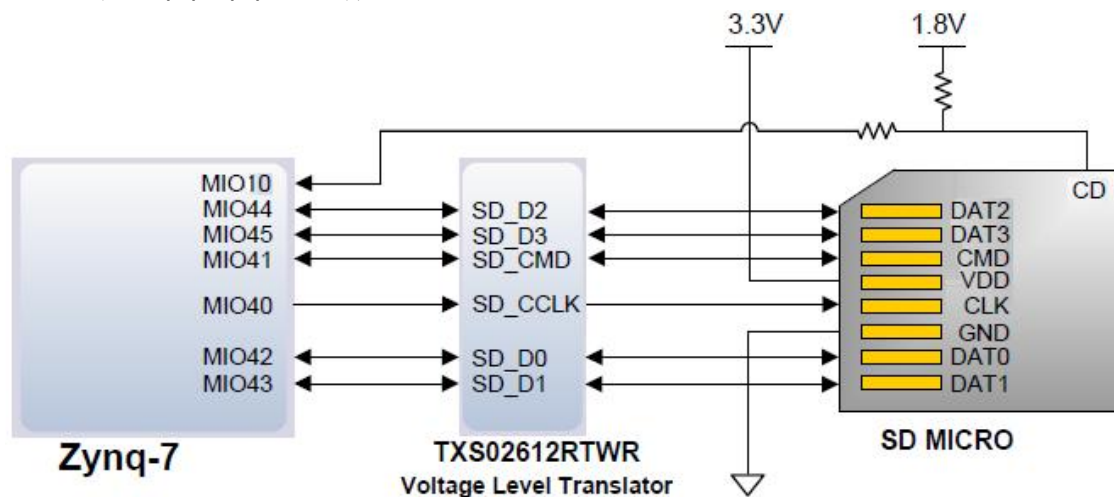 3.3V
1.8V
MIO10
MIO44
MIO45
MIO41
MIO40
MIO42
MIO43
Zynq-7
SD_D2
SD_D3
SD_CMD
SD_CCLK
SD_D0
SD_D1
TXS02612RTWR
Voltage Level Translator
CD
DAT2
DAT3
CMD
VDD
CLK
GND
DAT0
DAT1
SD MICRO